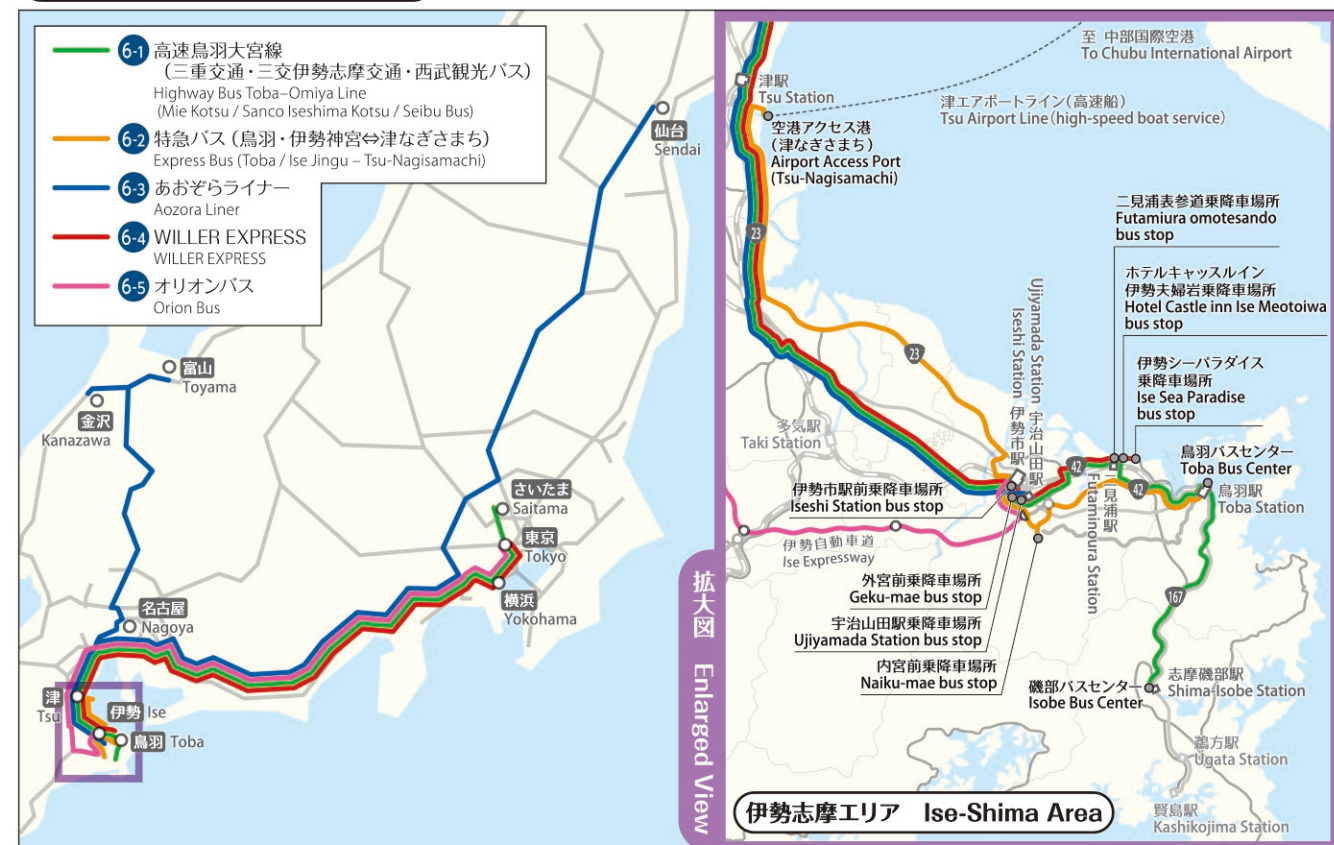 6-1 高速鳥羽大宮線
（三重交通・三交伊勢志摩交通・西武観光バス）
Highway Bus Toba–Omiya Line
(Mie Kotsu / Sanco Iseshima Kotsu / Seibu Bus)
6-2 特急バス（鳥羽・伊勢神宮⇔津なぎさまち）
Express Bus (Toba / Ise Jingu – Tsu-Nagisamachi)
6-3 あおぞらライナー
Aozora Liner
6-4 WILLER EXPRESS
WILLER EXPRESS
6-5 オリオンバス
Orion Bus
仙台
Sendai
富山
Toyama
金沢
Kanazawa
さいたま
Saitama
東京
Tokyo
横浜
Yokohama
名古屋
Nagoya
津
Tsu
伊勢 Ise
鳥羽 Toba
拡大図 Enlarged View
至 中部国際空港
To Chubu International Airport
津駅
Tsu Station
津エアポートライン（高速船）
Tsu Airport Line (high-speed boat service)
空港アクセス港
（津なぎさまち）
Airport Access Port
(Tsu-Nagisamachi)
23
23
二見浦表参道乗降車場所
Futamiura omotesando
bus stop
ホテルキャッスルイン
伊勢夫婦岩乗降車場所
Hotel Castle inn Ise Meotoiwa
bus stop
伊勢シーパラダイス
乗降車場所
Ise Sea Paradise
bus stop
宇治山田駅
Ujiyamada Station
伊勢市駅
Iseshi Station
多気駅
Taki Station
42
42
二見浦駅
Futaminoura Station
鳥羽バスセンター
Toba Bus Center
鳥羽駅
Toba Station
伊勢市駅前乗降車場所
Iseshi Station bus stop
伊勢自動車道
Ise Expressway
外宮前乗降車場所
Geku-mae bus stop
宇治山田駅乗降車場所
Ujiyamada Station bus stop
内宮前乗降車場所
Naiku-mae bus stop
167
磯部バスセンター
Isobe Bus Center
志摩磯部駅
Shima-Isobe Station
鵜方駅
Ugata Station
賢島駅
Kashikojima Station
伊勢志摩エリア Ise-Shima Area